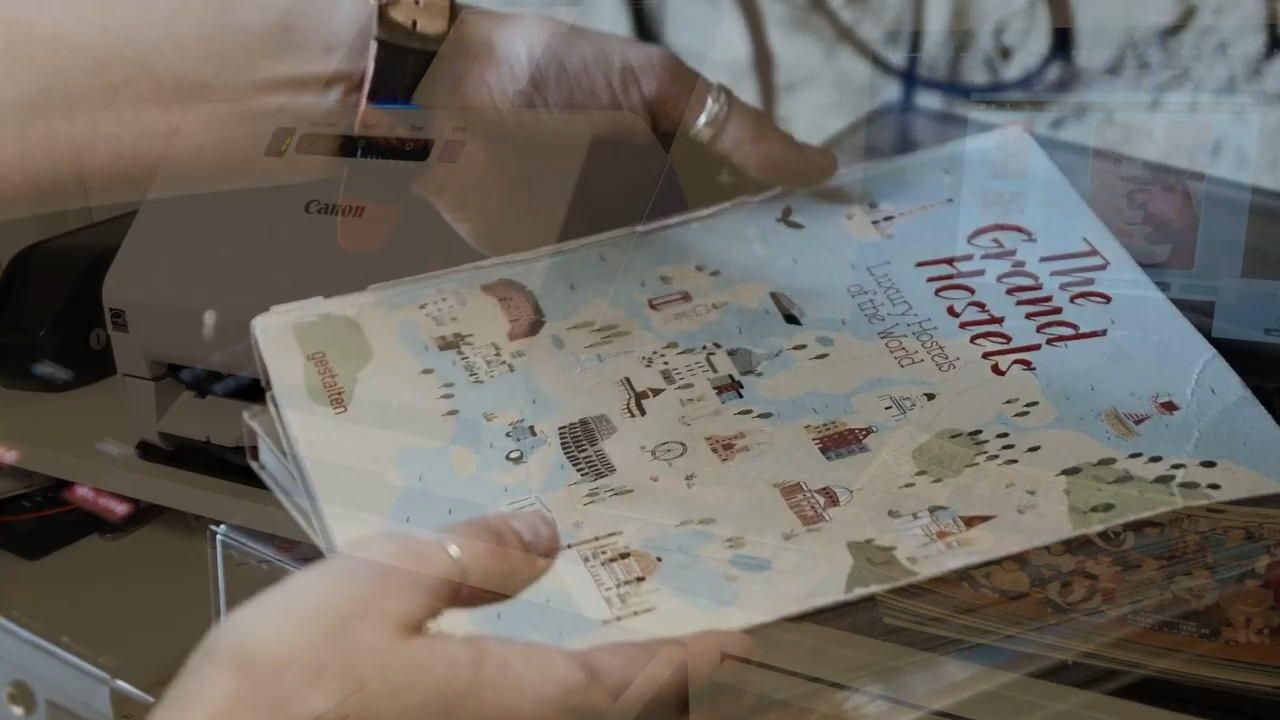 Canon
The
Grand
Hostels
Luxury Hostels
of the World
gestalten